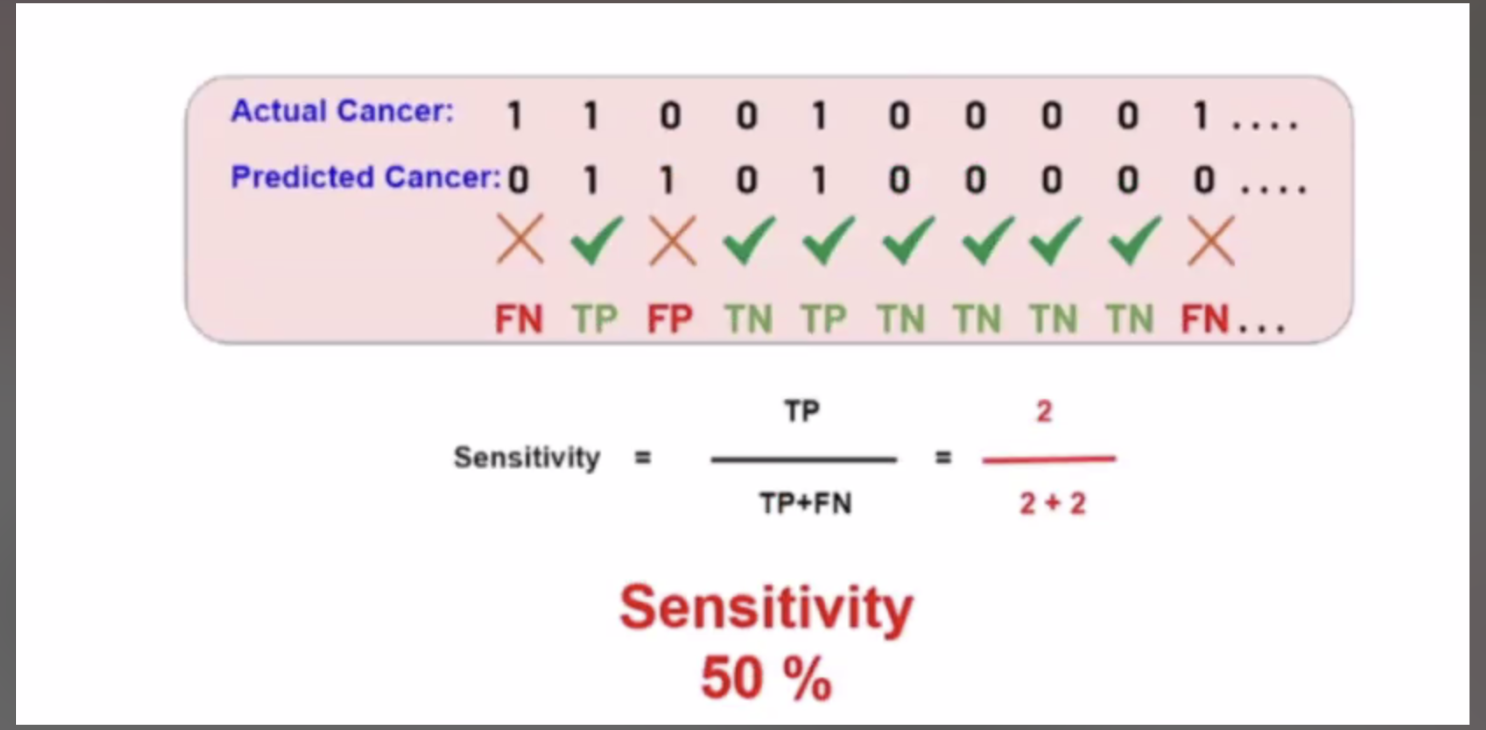 Actual Cancer: 1 1 0 0 1 0 0 0 0 1 ....
Predicted Cancer: 0 1 1 0 1 0 0 0 0 0 ....
FN TP FP TN TP TN TN TN TN FN ...
Sensitivity = TP / TP+FN = 2 / 2 + 2
Sensitivity
50 %